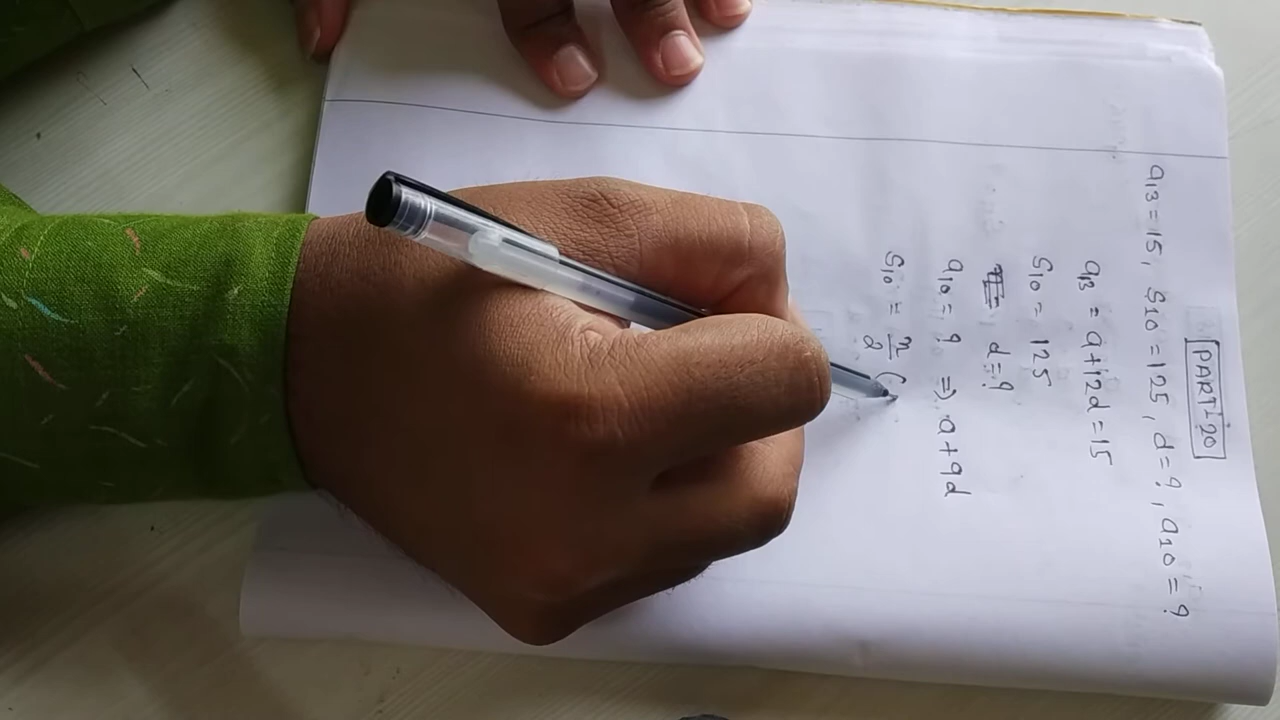 PART-20
a13 = 15, S10 = 125, d = ?, a10 = ?
a13 = a+12d = 15
S10 = 125
d = ?
a10 = ? ⇒ a+9d
S10 = n/2 (